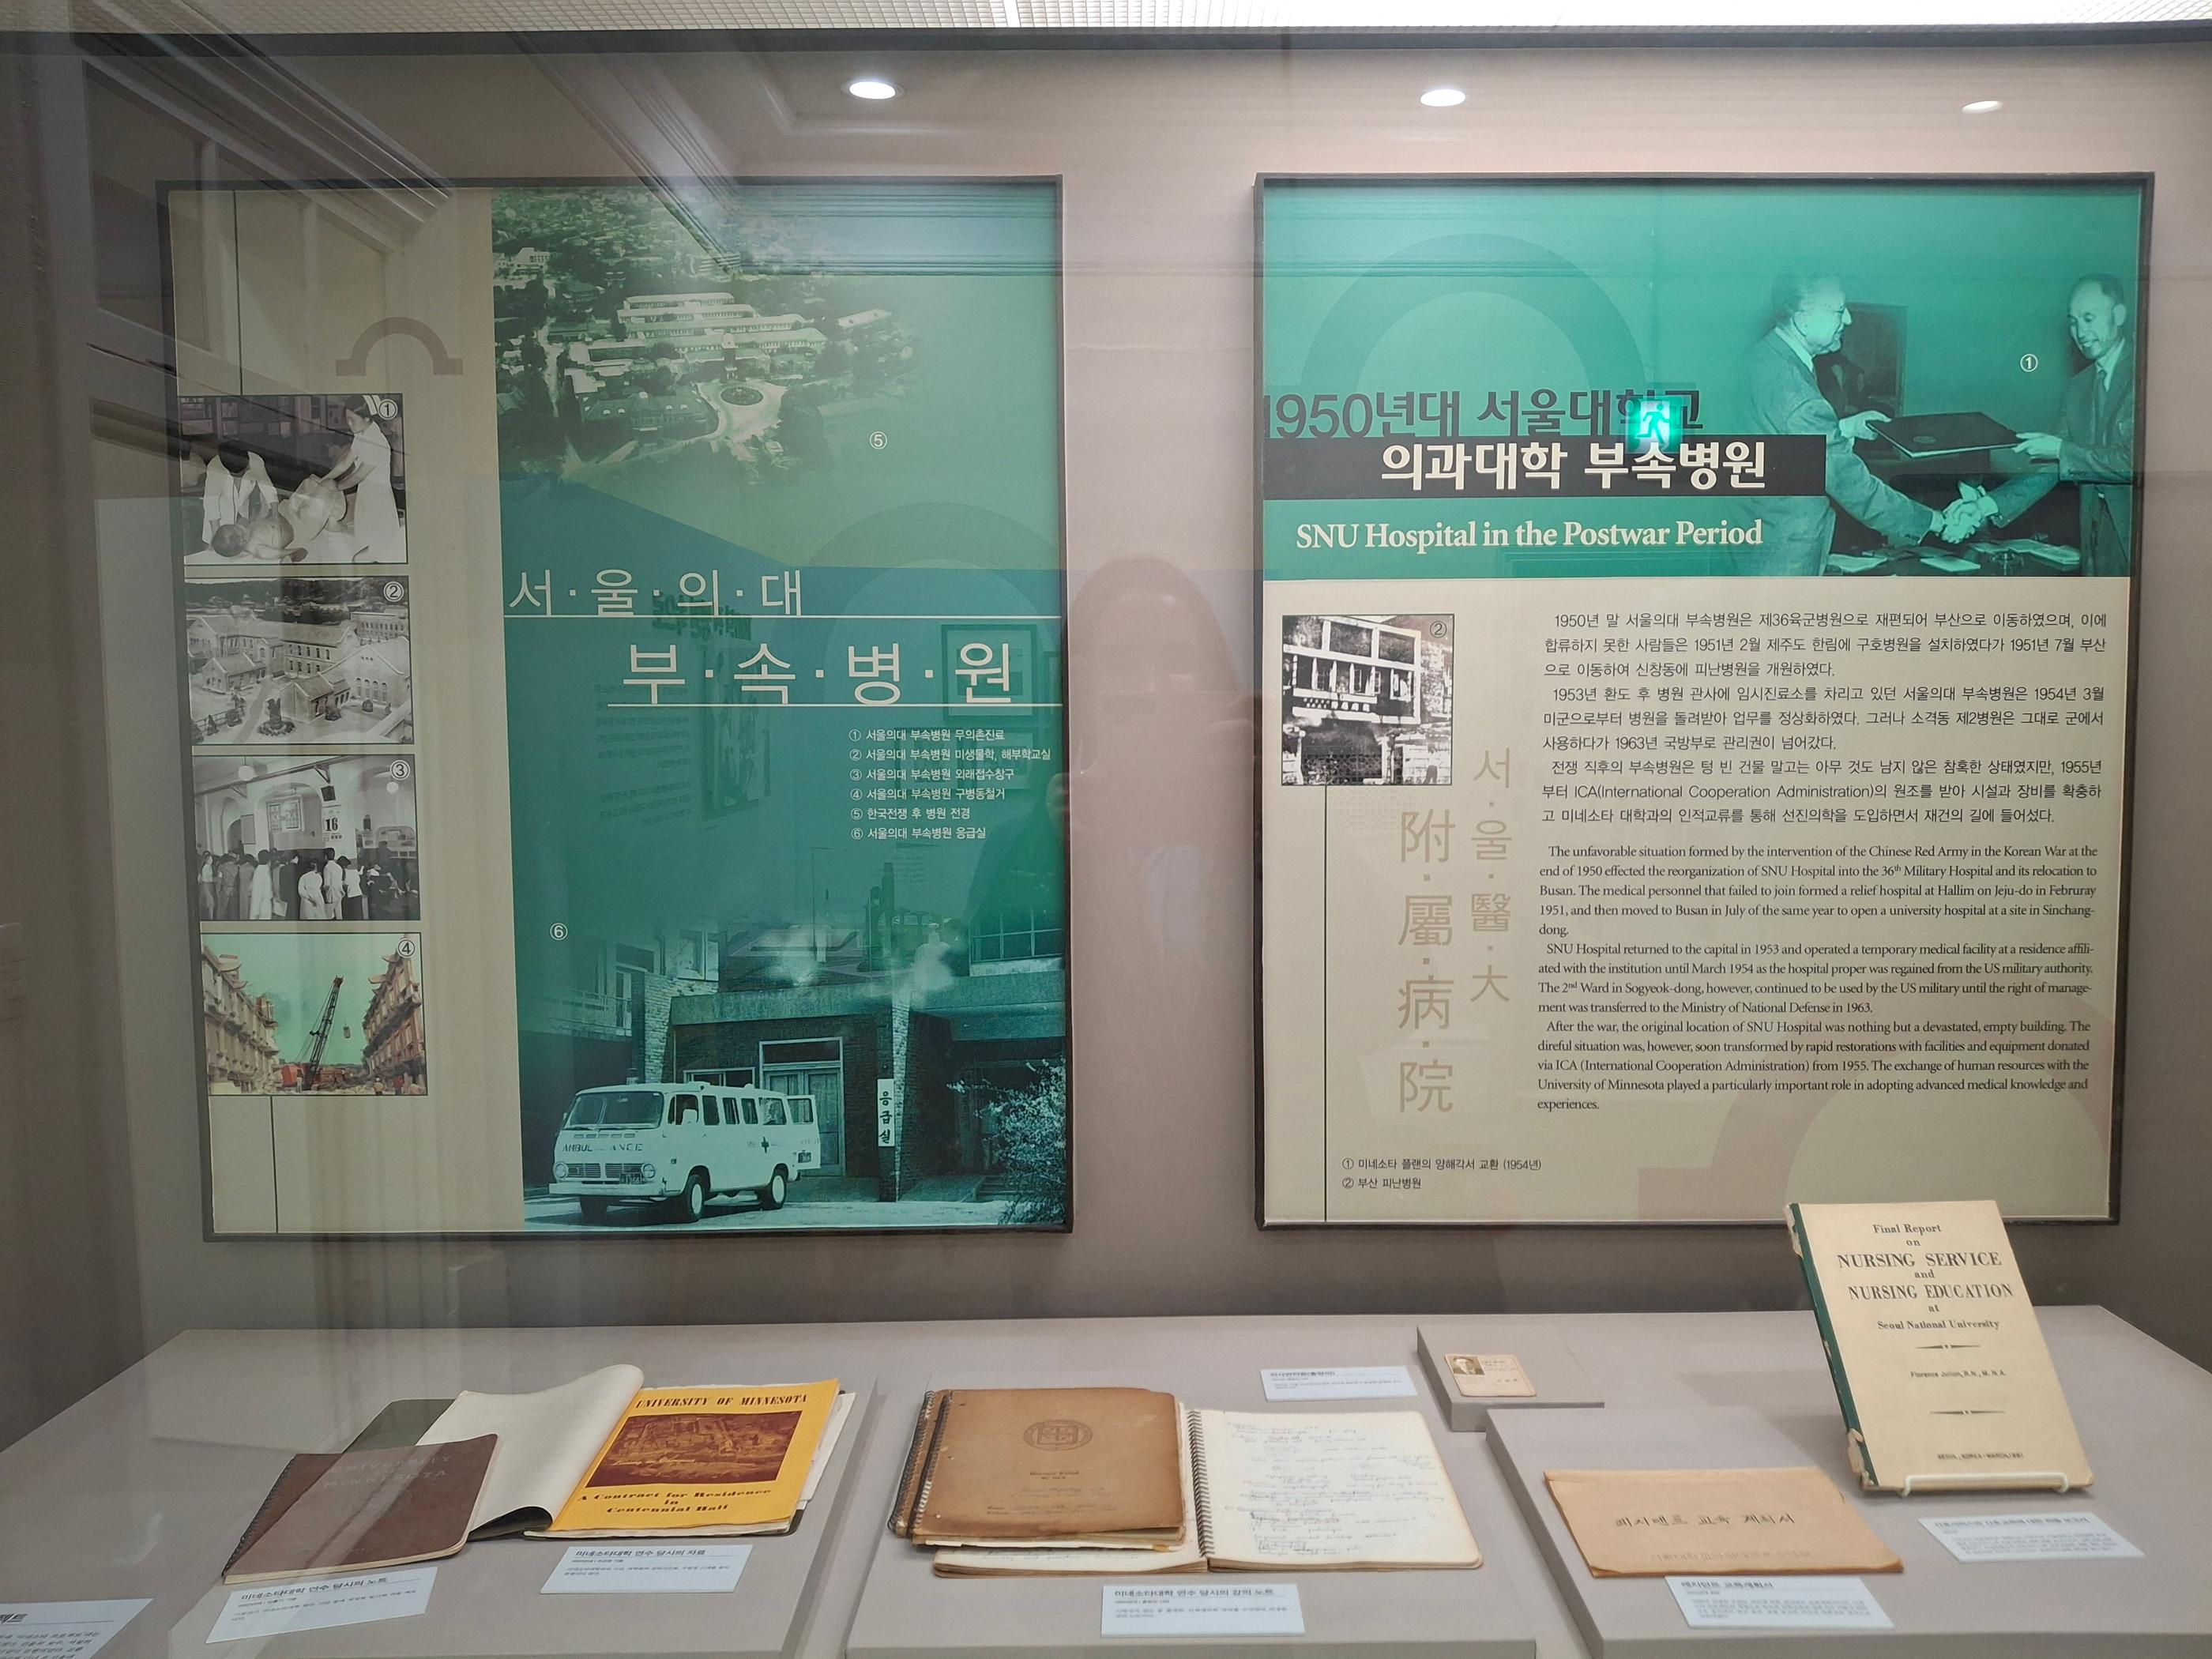 ①
②
③
16
④
⑤
서·울·의·대
부·속·병·원
① 서울의대 부속병원 무의촌진료
② 서울의대 부속병원 미생물학, 해부학교실
③ 서울의대 부속병원 외래접수창구
④ 서울의대 부속병원 구병동철거
⑤ 한국전쟁 후 병원 전경
⑥ 서울의대 부속병원 응급실
⑥
응급실
AMBULANCE
①
1950년대 서울대학교
의과대학 부속병원
SNU Hospital in the Postwar Period
②
서·울·醫·大
附·屬·病·院
1950년 말 서울의대 부속병원은 제36육군병원으로 재편되어 부산으로 이동하였으며, 이에
합류하지 못한 사람들은 1951년 2월 제주도 한림에 구호병원을 설치하였다가 1951년 7월 부산
으로 이동하여 신창동에 피난병원을 개원하였다.
1953년 환도 후 병원 관사에 임시진료소를 차리고 있던 서울의대 부속병원은 1954년 3월
미군으로부터 병원을 돌려받아 업무를 정상화하였다. 그러나 소격동 제2병원은 그대로 군에서
사용하다가 1963년 국방부로 관리권이 넘어갔다.
전쟁 직후의 부속병원은 텅 빈 건물 말고는 아무 것도 남지 않은 참혹한 상태였지만, 1955년
부터 ICA(International Cooperation Administration)의 원조를 받아 시설과 장비를 확충하
고 미네소타 대학과의 인적교류를 통해 선진의학을 도입하면서 재건의 길에 들어섰다.
The unfavorable situation formed by the intervention of the Chinese Red Army in the Korean War at the
end of 1950 effected the reorganization of SNU Hospital into the 36th Military Hospital and its relocation to
Busan. The medical personnel that failed to join formed a relief hospital at Hallim on Jeju-do in Februray
1951, and then moved to Busan in July of the same year to open a university hospital at a site in Sinchang-
dong.
SNU Hospital returned to the capital in 1953 and operated a temporary medical facility at a residence affili-
ated with the institution until March 1954 as the hospital proper was regained from the US military authority.
The 2nd Ward in Sogyeok-dong, however, continued to be used by the US military until the right of manage-
ment was transferred to the Ministry of National Defense in 1963.
After the war, the original location of SNU Hospital was nothing but a devastated, empty building. The
direful situation was, however, soon transformed by rapid restorations with facilities and equipment donated
via ICA (International Cooperation Administration) from 1955. The exchange of human resources with the
University of Minnesota played a particularly important role in adopting advanced medical knowledge and
experiences.
① 미네소타 플랜의 양해각서 교환 (1954년)
② 부산 피난병원
Final Report
on
NURSING SERVICE
and
NURSING EDUCATION
at
Seoul National University
UNIVERSITY OF MINNESOTA
A Contract for Residence
in
Centennial Hall
UNIVERSITY
MINNESOTA
레지덴트 교육 계획서
미네소타대학 연수 당시의 노트
미네소타대학 연수 당시의 자료
미네소타대학 연수 당시의 강의 노트
레지던트 교육계획서